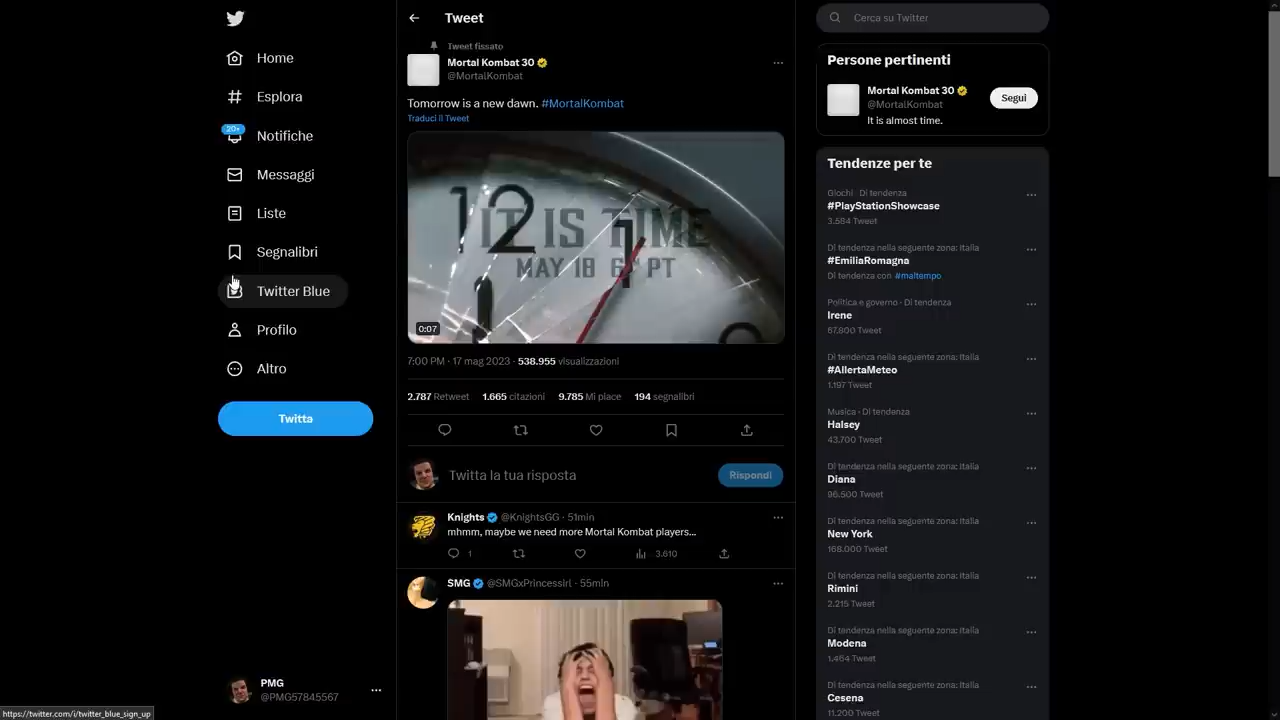 Home
Esplora
20+
Notifiche
Messaggi
Liste
Segnalibri
Twitter Blue
Profilo
Altro
Twitta
PMG
@PMG57845567
https://twitter.com/i/twitter_blue_sign_up
Tweet
Tweet fissato
Mortal Kombat 30
@MortalKombat
Tomorrow is a new dawn. #MortalKombat
Traduci il Tweet
12
1
IT IS TIME
MAY 18 6 PT
0:07
7:00 PM · 17 mag 2023 · 538.955 visualizzazioni
2.787 Retweet 1.665 citazioni 9.785 Mi piace 194 segnalibri
Twitta la tua risposta
Rispondi
Knights @KnightsGG · 51min
mhmm, maybe we need more Mortal Kombat players...
1 3.610
SMG @SMGxPrincessirl · 55min
Cerca su Twitter
Persone pertinenti
Mortal Kombat 30
@MortalKombat
Segui
It is almost time.
Tendenze per te
Giochi · Di tendenza
#PlayStationShowcase
3.584 Tweet
Di tendenza nella seguente zona: Italia
#EmiliaRomagna
Di tendenza con #maltempo
Politica e governo · Di tendenza
Irene
67.800 Tweet
Di tendenza nella seguente zona: Italia
#AllertaMeteo
1.197 Tweet
Musica · Di tendenza
Halsey
43.700 Tweet
Di tendenza nella seguente zona: Italia
Diana
96.500 Tweet
Di tendenza nella seguente zona: Italia
New York
168.000 Tweet
Di tendenza nella seguente zona: Italia
Rimini
2.215 Tweet
Di tendenza nella seguente zona: Italia
Modena
1.464 Tweet
Di tendenza nella seguente zona: Italia
Cesena
11.200 Tweet